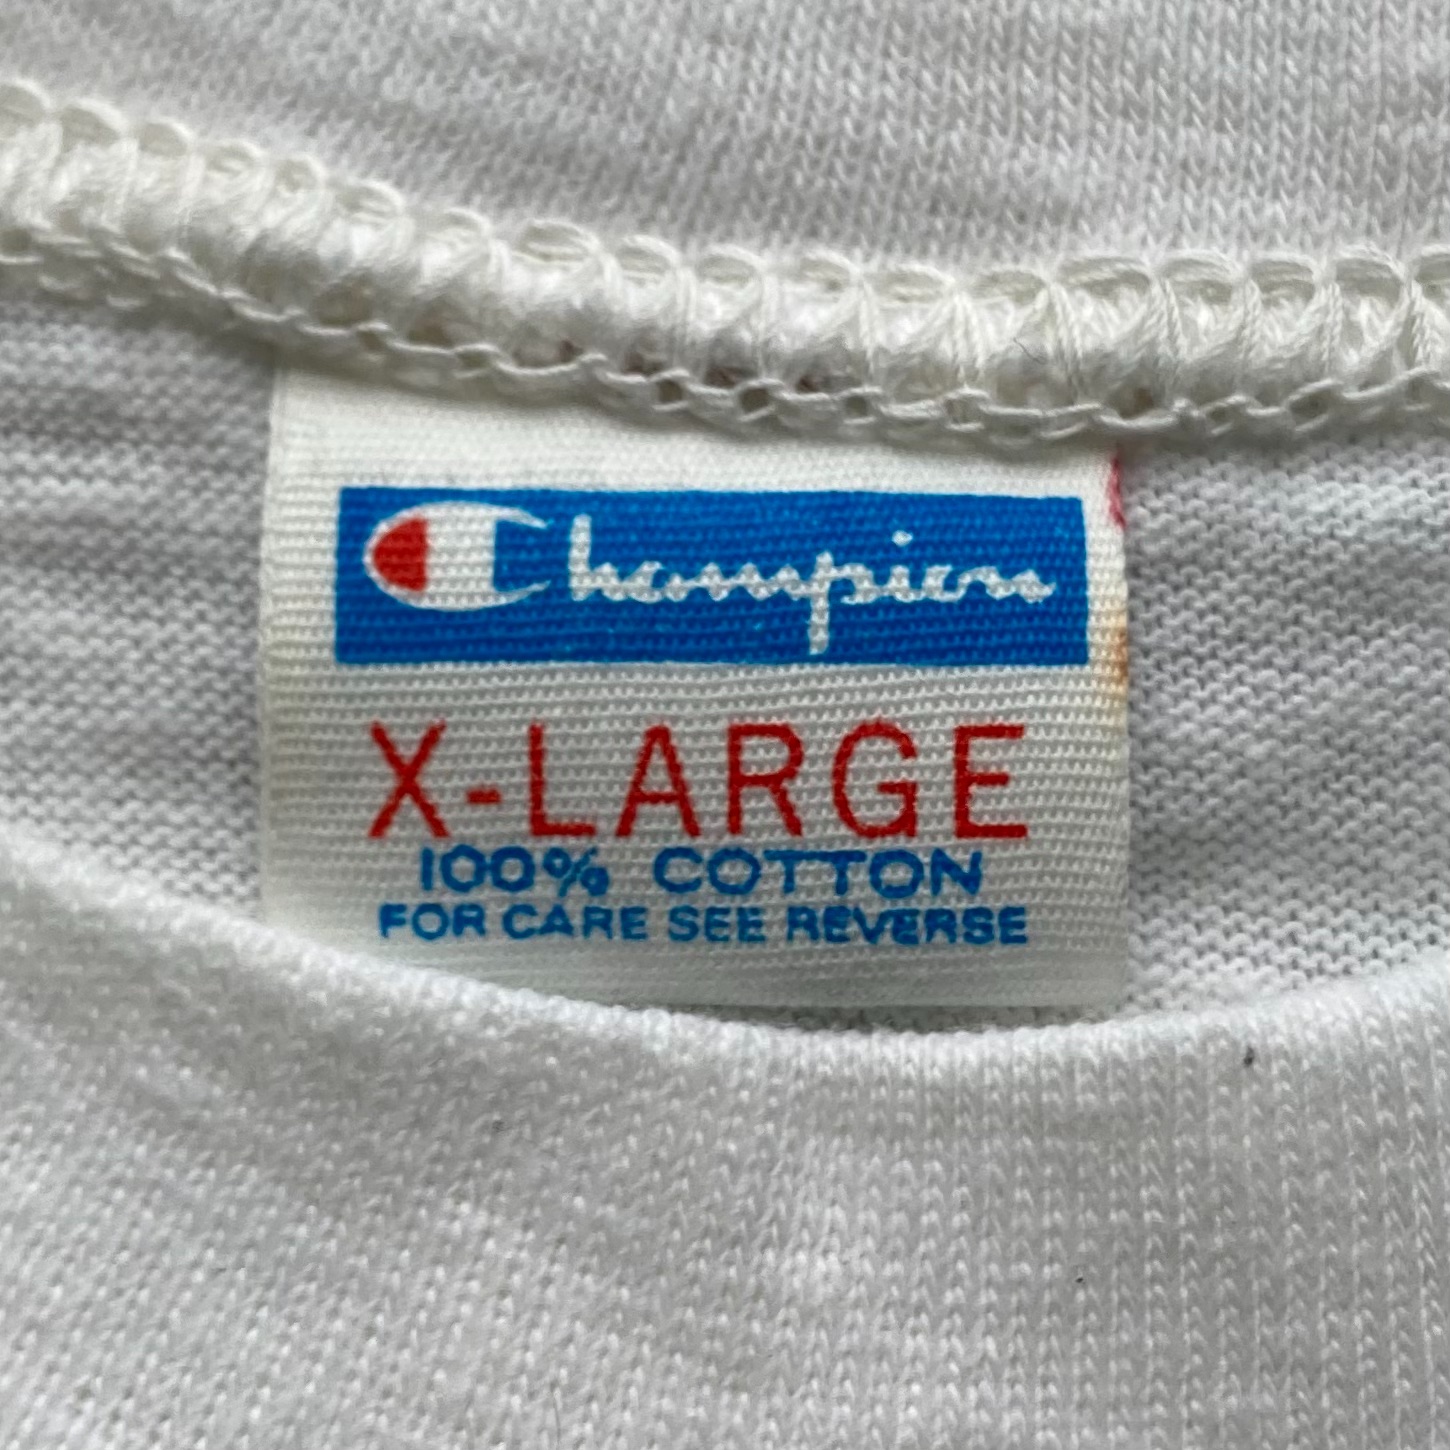 Champion
X-LARGE
100% COTTON
FOR CARE SEE REVERSE